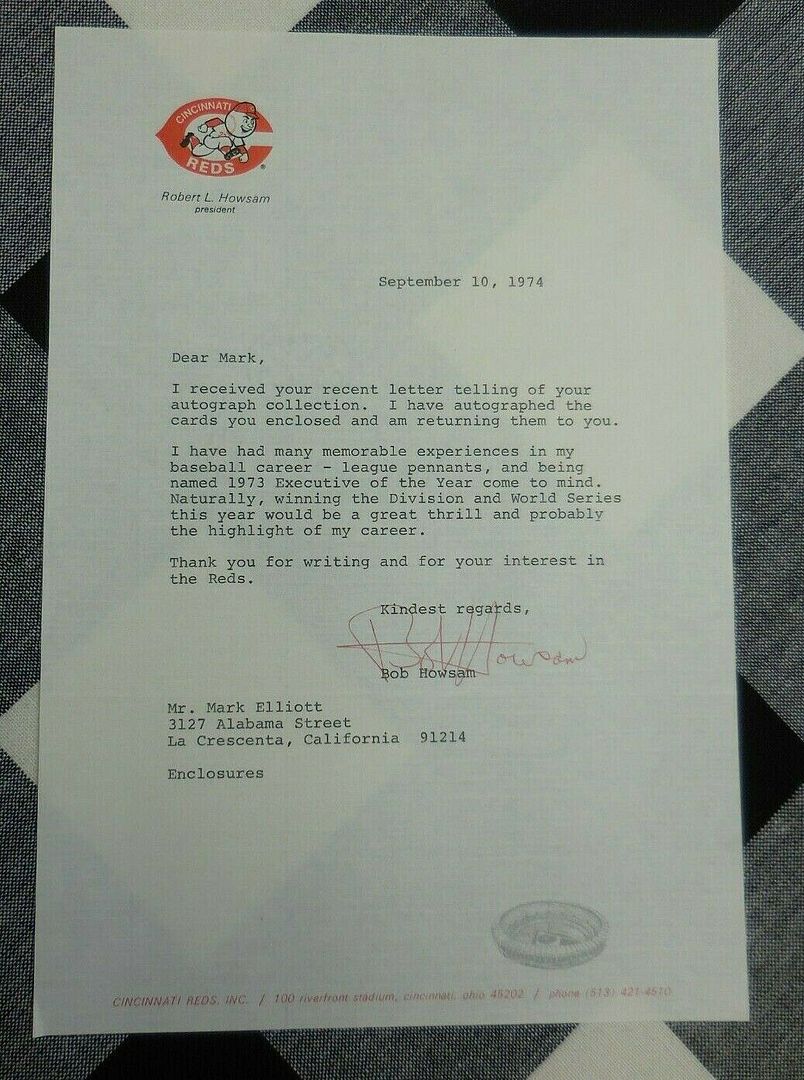 CINCINNATI
REDS
Robert L. Howsam
president
September 10, 1974
Dear Mark,
I received your recent letter telling of your
autograph collection.  I have autographed the
cards you enclosed and am returning them to you.
I have had many memorable experiences in my
baseball career - league pennants, and being
named 1973 Executive of the Year come to mind.
Naturally, winning the Division and World Series
this year would be a great thrill and probably
the highlight of my career.
Thank you for writing and for your interest in
the Reds.
Kindest regards,
Bob Howsam
Bob Howsam
Mr. Mark Elliott
3127 Alabama Street
La Crescenta, California  91214
Enclosures
CINCINNATI REDS, INC. / 100 riverfront stadium, cincinnati, ohio 45202 / phone (513) 421-4510